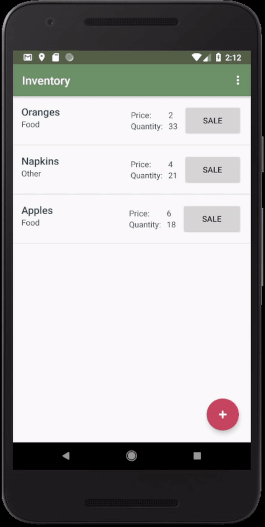 2:12
Inventory
Oranges
Food
Price: 2
Quantity: 33
SALE
Napkins
Other
Price: 4
Quantity: 21
SALE
Apples
Food
Price: 6
Quantity: 18
SALE
+